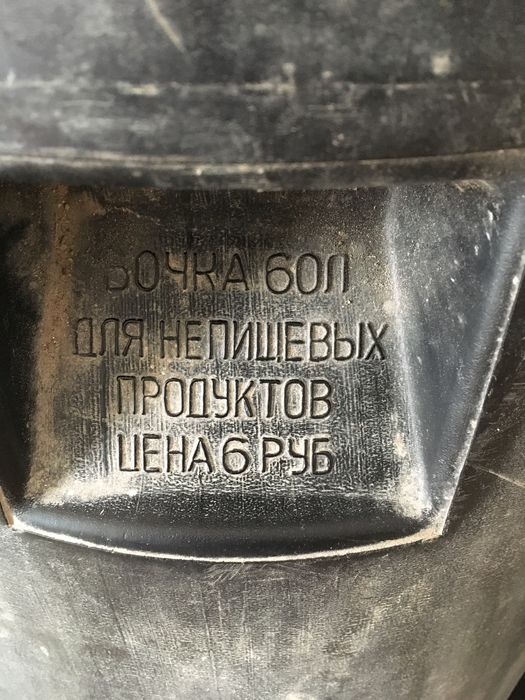 БОЧКА 60Л
ДЛЯ НЕПИЩЕВЫХ
ПРОДУКТОВ
ЦЕНА 6 РУБ